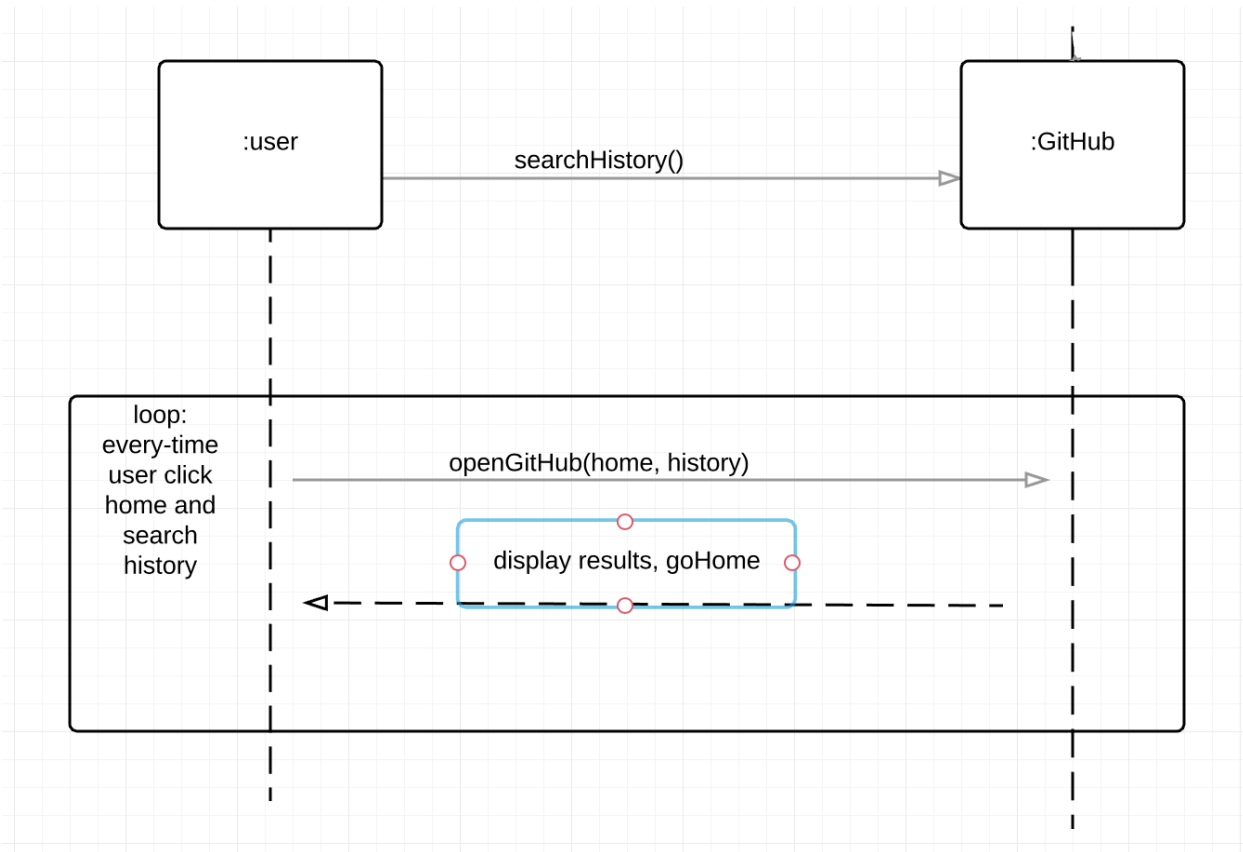 :user
:GitHub
searchHistory()
loop:
every-time
user click
home and
search
history
openGitHub(home, history)
display results, goHome